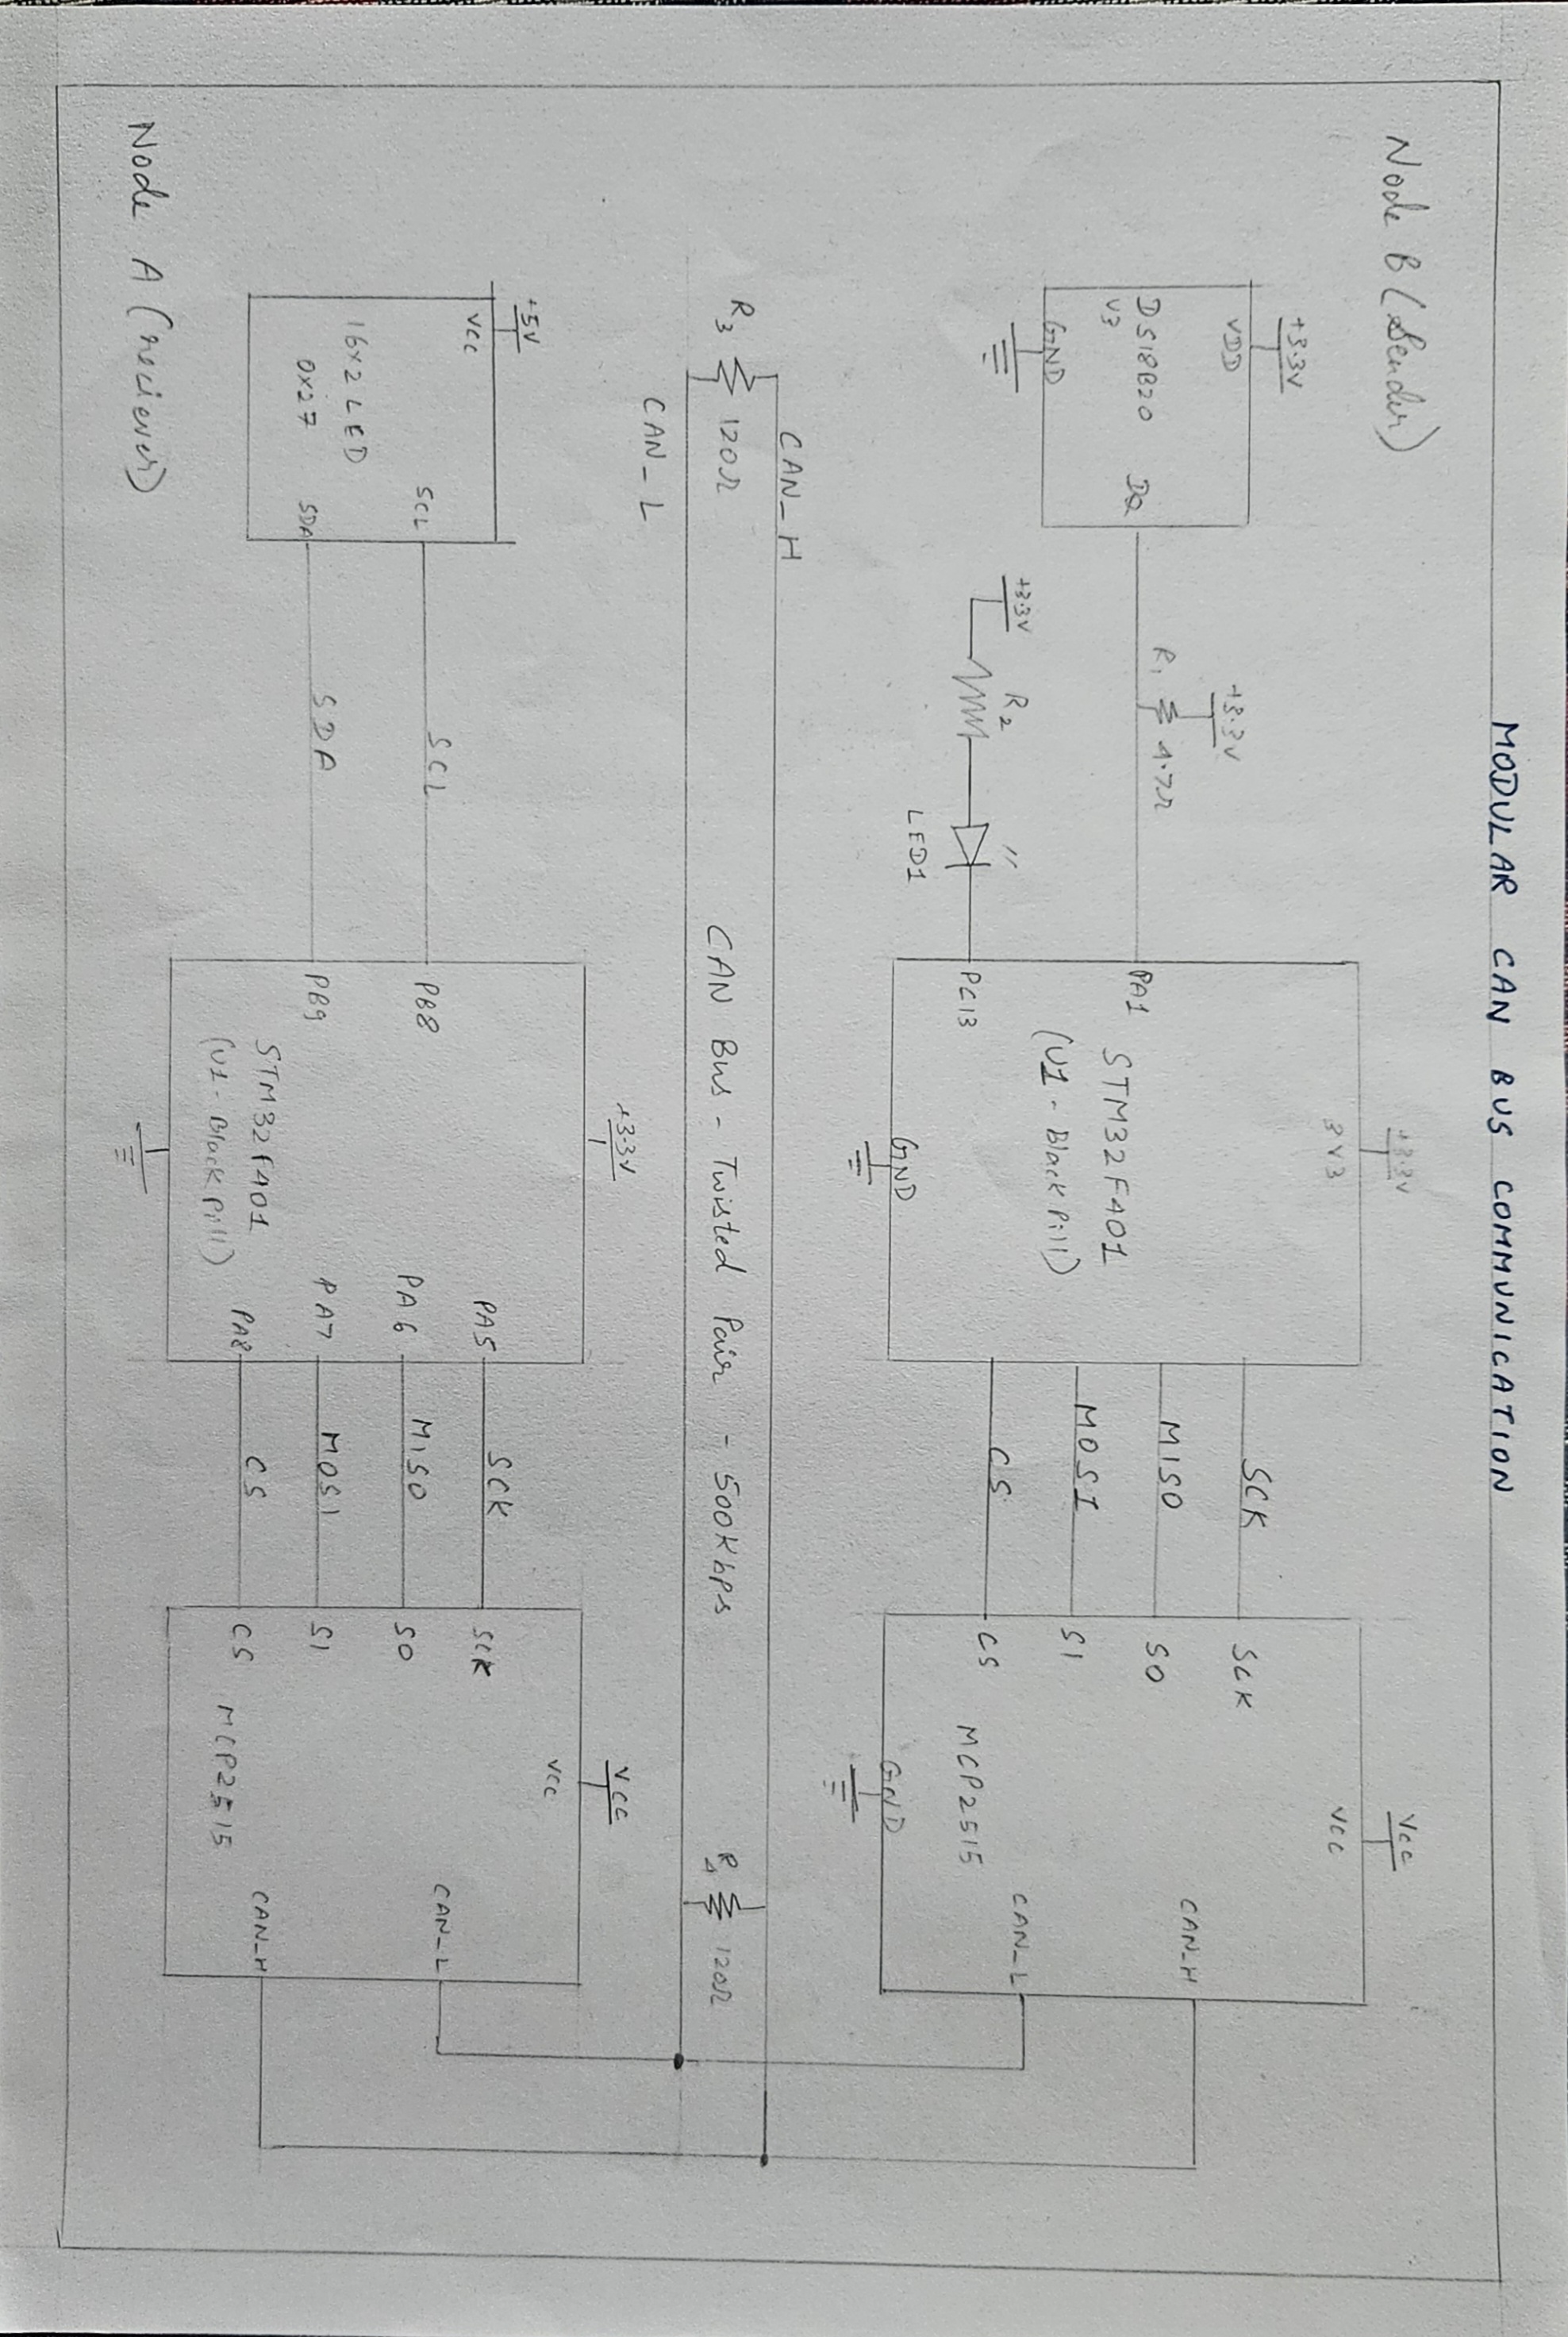 MODULAR CAN BUS COMMUNICATION
Node B (Sender)
+3.3V
VDD
DS18B20
V3
DQ
GND
+3.3V
R1
4.7Ω
+3.3V
R2
LED1
+3.3V
3V3
PA1
STM32F401
(U1 - Black Pill)
PC13
GND
SCK
MISO
MOSI
CS
VCC
VCC
SCK
SO
SI
CS
MCP2515
CAN_H
CAN_L
GND
CAN_H
R3
120Ω
CAN_L
CAN Bus - Twisted Pair - 500Kbps
R4
120Ω
+5V
VCC
16x2 LED
0x27
SCL
SDA
SCL
SDA
+3.3V
PB8
PB9
STM32F401
(U1 - Black Pill)
PA5
PA6
PA7
PA8
SCK
MISO
MOSI
CS
VCC
VCC
SCK
SO
SI
CS
MCP2515
CAN_L
CAN_H
Node A (reciever)